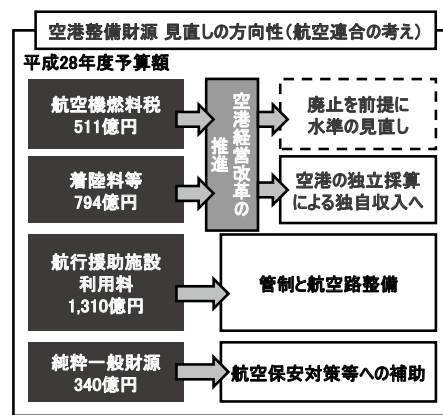 空港整備財源 見直しの方向性(航空連合の考え)
平成28年度予算額
航空機燃料税
511億円
着陸料等
794億円
航行援助施設
利用料
1,310億円
純粋一般財源
340億円
空港経営改革の
推進
廃止を前提に
水準の見直し
空港の独立採算
による独自収入へ
管制と航空路整備
航空保安対策等への補助